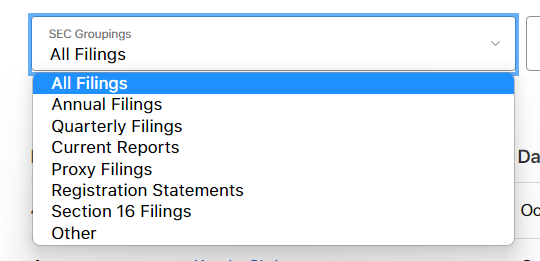 SEC Groupings
All Filings
All Filings
Annual Filings
Quarterly Filings
Current Reports
Proxy Filings
Registration Statements
Section 16 Filings
Other